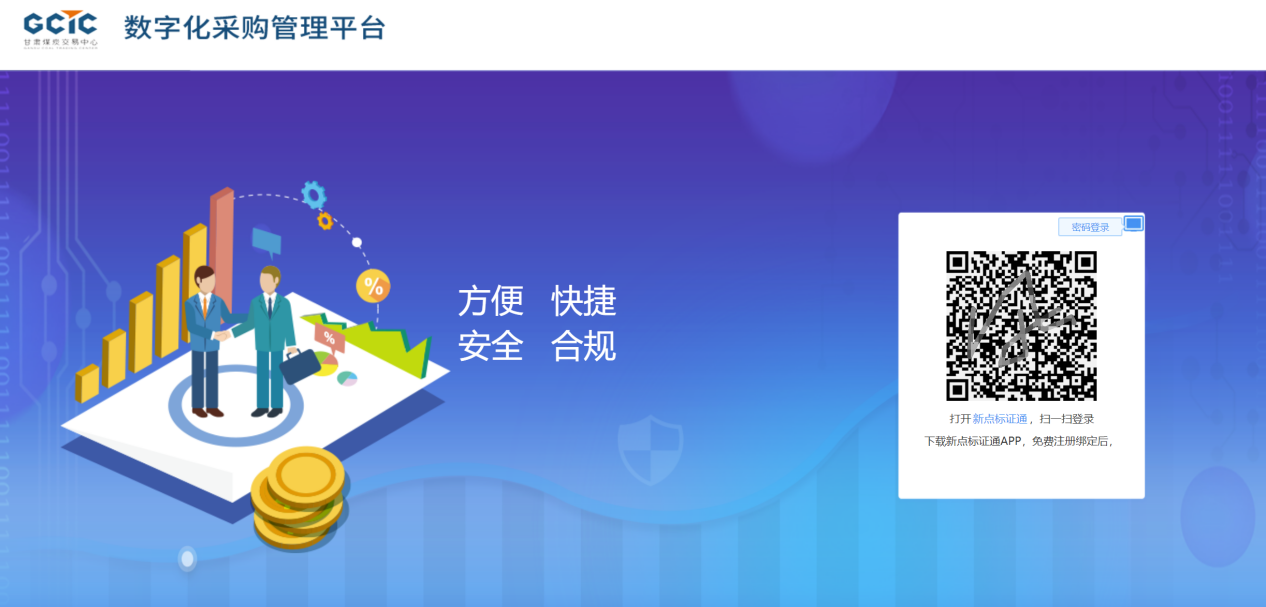 GCTC
甘肃煤炭交易中心
数字化采购管理平台
密码登录
%
方便 快捷
%
安全 合规
打开新点标证通，扫一扫登录
下载新点标证通APP，免费注册绑定后，